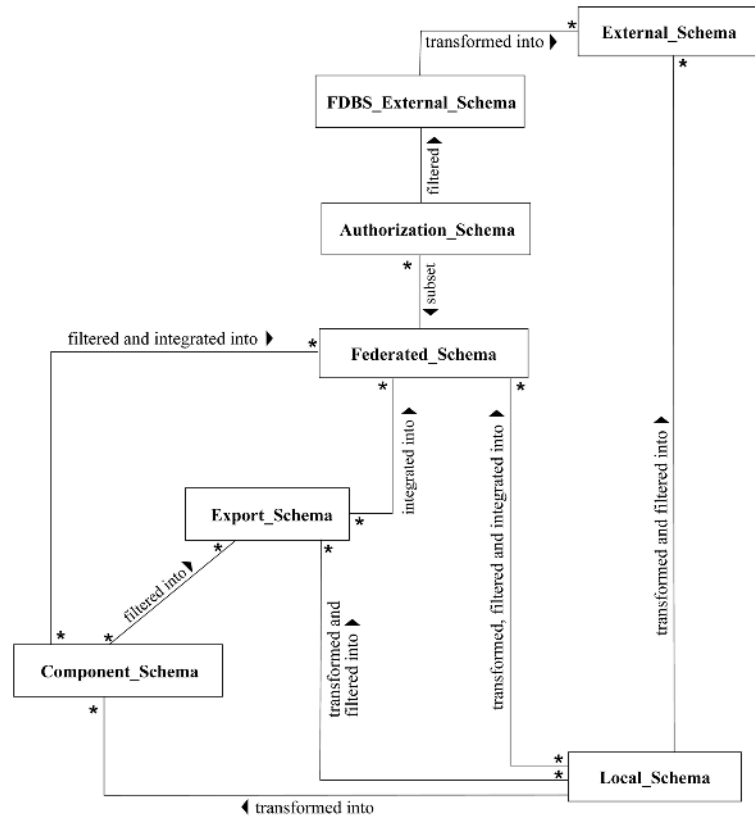 transformed into
*
External_Schema
*
FDBS_External_Schema
filtered
Authorization_Schema
*
subset
filtered and integrated into
*
Federated_Schema
*
*
integrated into
transformed, filtered and integrated into
transformed and filtered into
Export_Schema
*
*
*
filtered into
transformed and
filtered into
*
*
Component_Schema
*
*
*
Local_Schema
transformed into